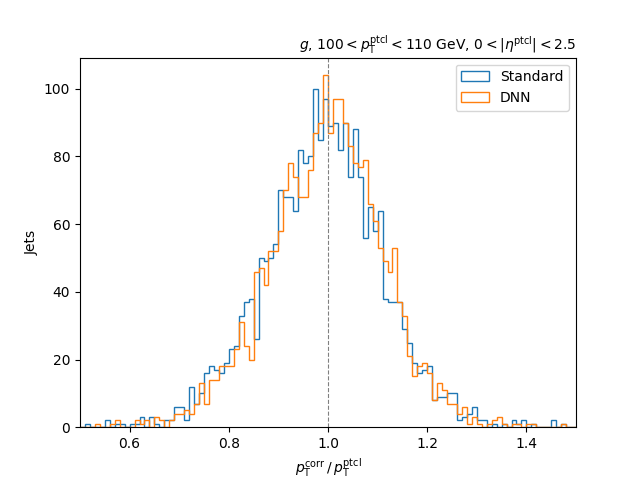 g, 100 < p_T^ptcl < 110 GeV, 0 < |η^ptcl| < 2.5
Standard
DNN
100
80
60
40
20
0
Jets
0.6 0.8 1.0 1.2 1.4
p_T^corr / p_T^ptcl